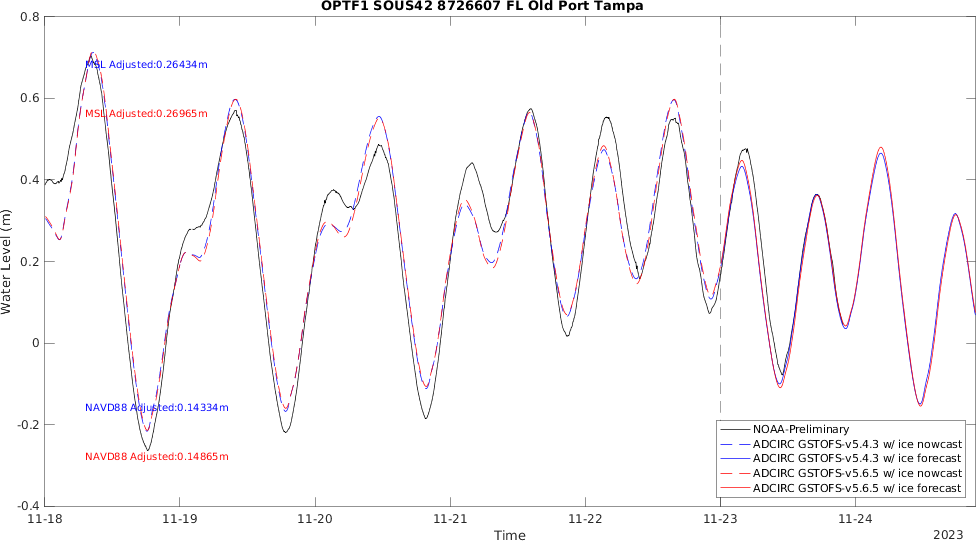 OPTF1 SOUS42 8726607 FL Old Port Tampa
0.8
0.6
0.4
0.2
0
-0.2
-0.4
Water Level (m)
MSL Adjusted:0.26434m
MSL Adjusted:0.26965m
NAVD88 Adjusted:0.14334m
NAVD88 Adjusted:0.14865m
NOAA-Preliminary
ADCIRC GSTOFS-v5.4.3 w/ ice nowcast
ADCIRC GSTOFS-v5.4.3 w/ ice forecast
ADCIRC GSTOFS-v5.6.5 w/ ice nowcast
ADCIRC GSTOFS-v5.6.5 w/ ice forecast
11-18 11-19 11-20 11-21 11-22 11-23 11-24
Time
2023